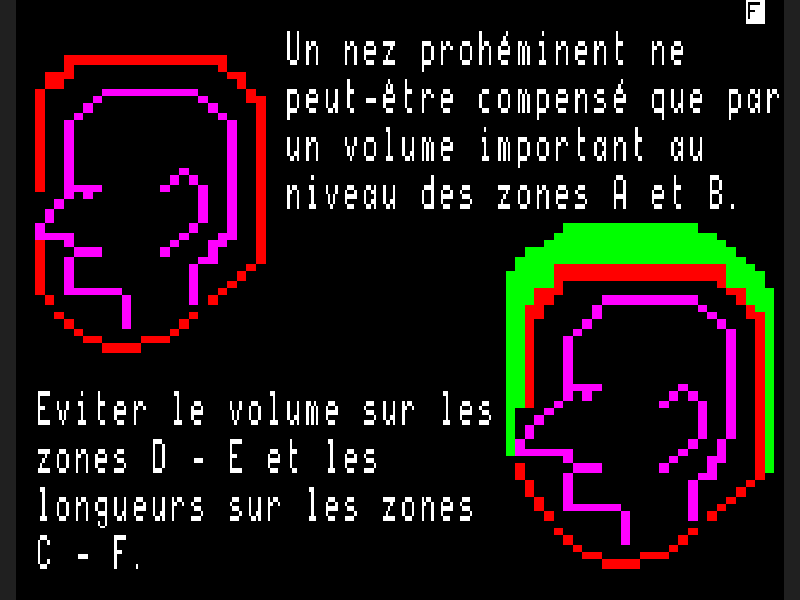 F
Un nez prohéminent ne
peut-être compensé que par
un volume important au
niveau des zones A et B.
Eviter le volume sur les
zones D - E et les
longueurs sur les zones
C - F.